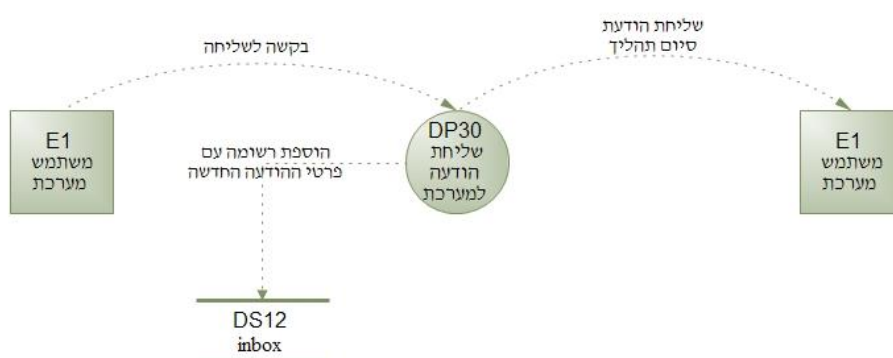 שליחת הודעת
סיום תהליך
בקשה לשליחה
E1
משתמש
מערכת
DP30
שליחת
הודעה
למערכת
E1
משתמש
מערכת
הוספת רשומה עם
פרטי ההודעה החדשה
DS12
inbox